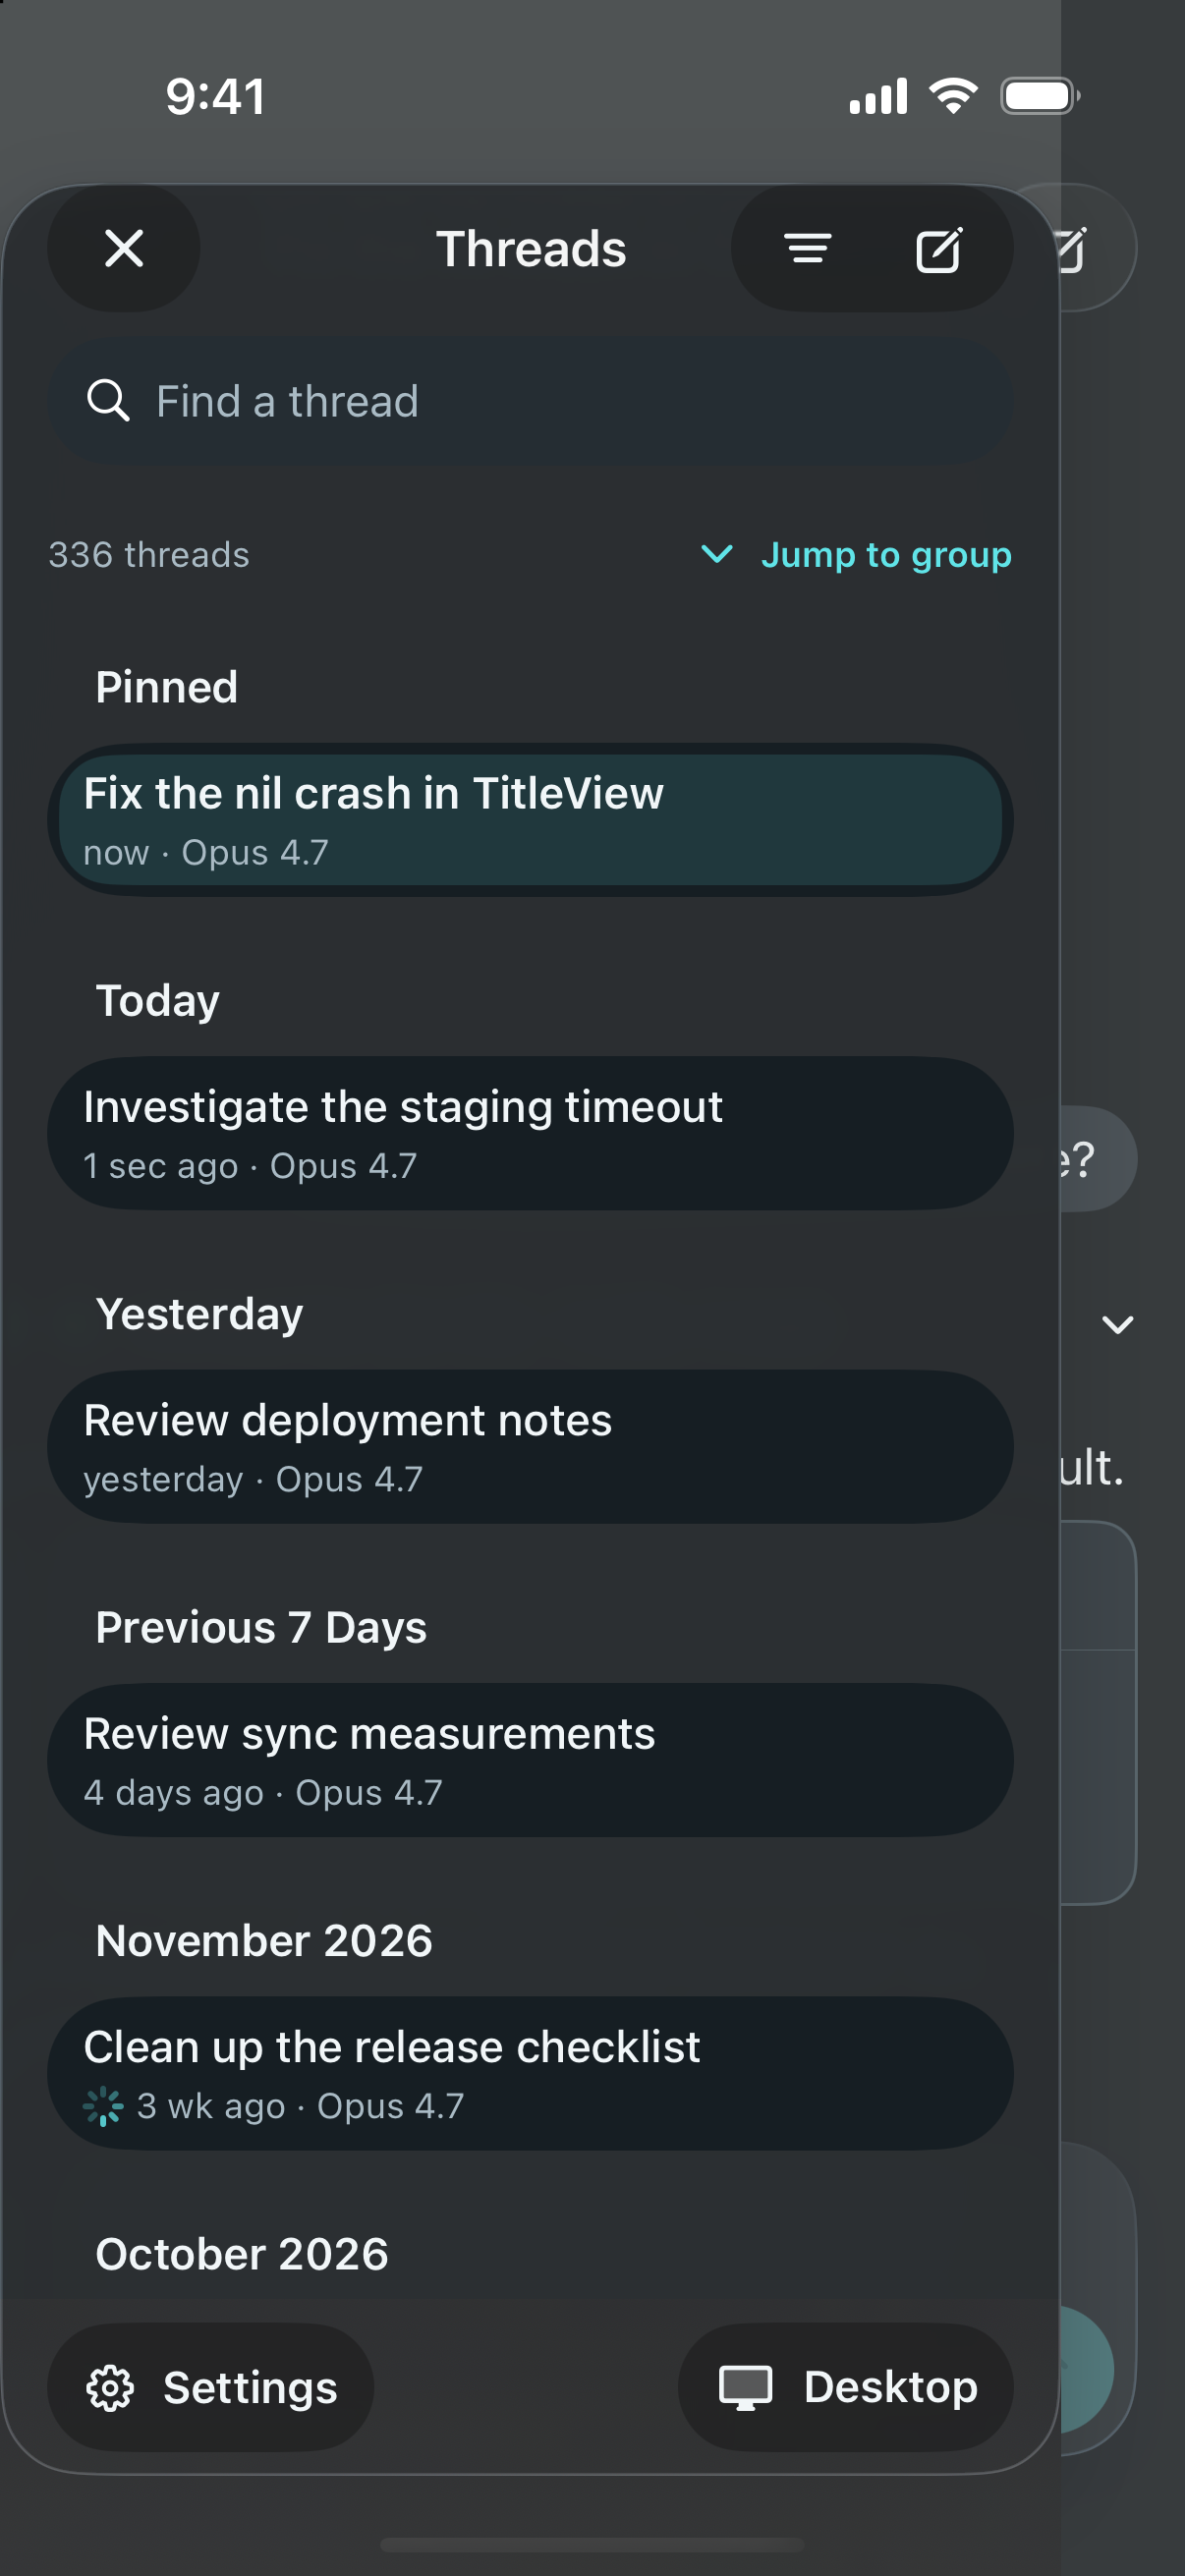 9:41
Threads
Find a thread
336 threads
Jump to group
Pinned
Fix the nil crash in TitleView
now · Opus 4.7
Today
Investigate the staging timeout
1 sec ago · Opus 4.7
e?
Yesterday
Review deployment notes
yesterday · Opus 4.7
ult.
Previous 7 Days
Review sync measurements
4 days ago · Opus 4.7
November 2026
Clean up the release checklist
3 wk ago · Opus 4.7
October 2026
Settings
Desktop